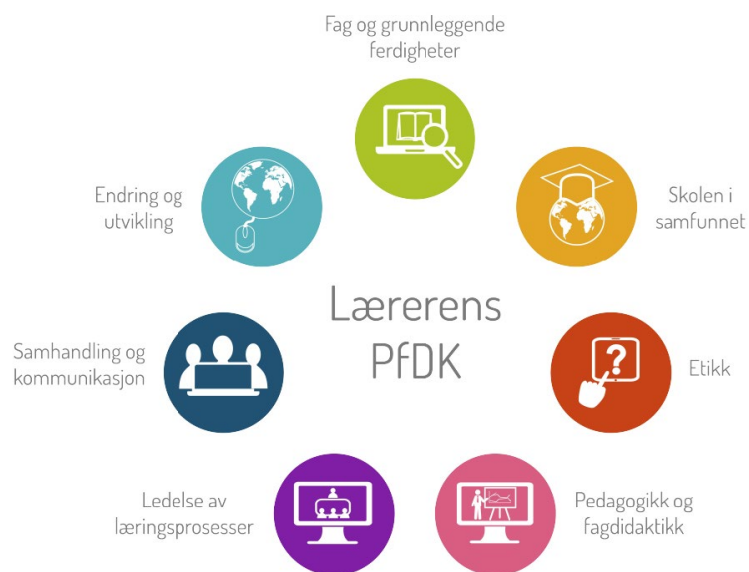 Fag og grunnleggende
ferdigheter
Endring og
utvikling
Skolen i
samfunnet
Lærerens
PfDK
Samhandling og
kommunikasjon
?
Etikk
Ledelse av
læringsprosesser
Pedagogikk og
fagdidaktikk